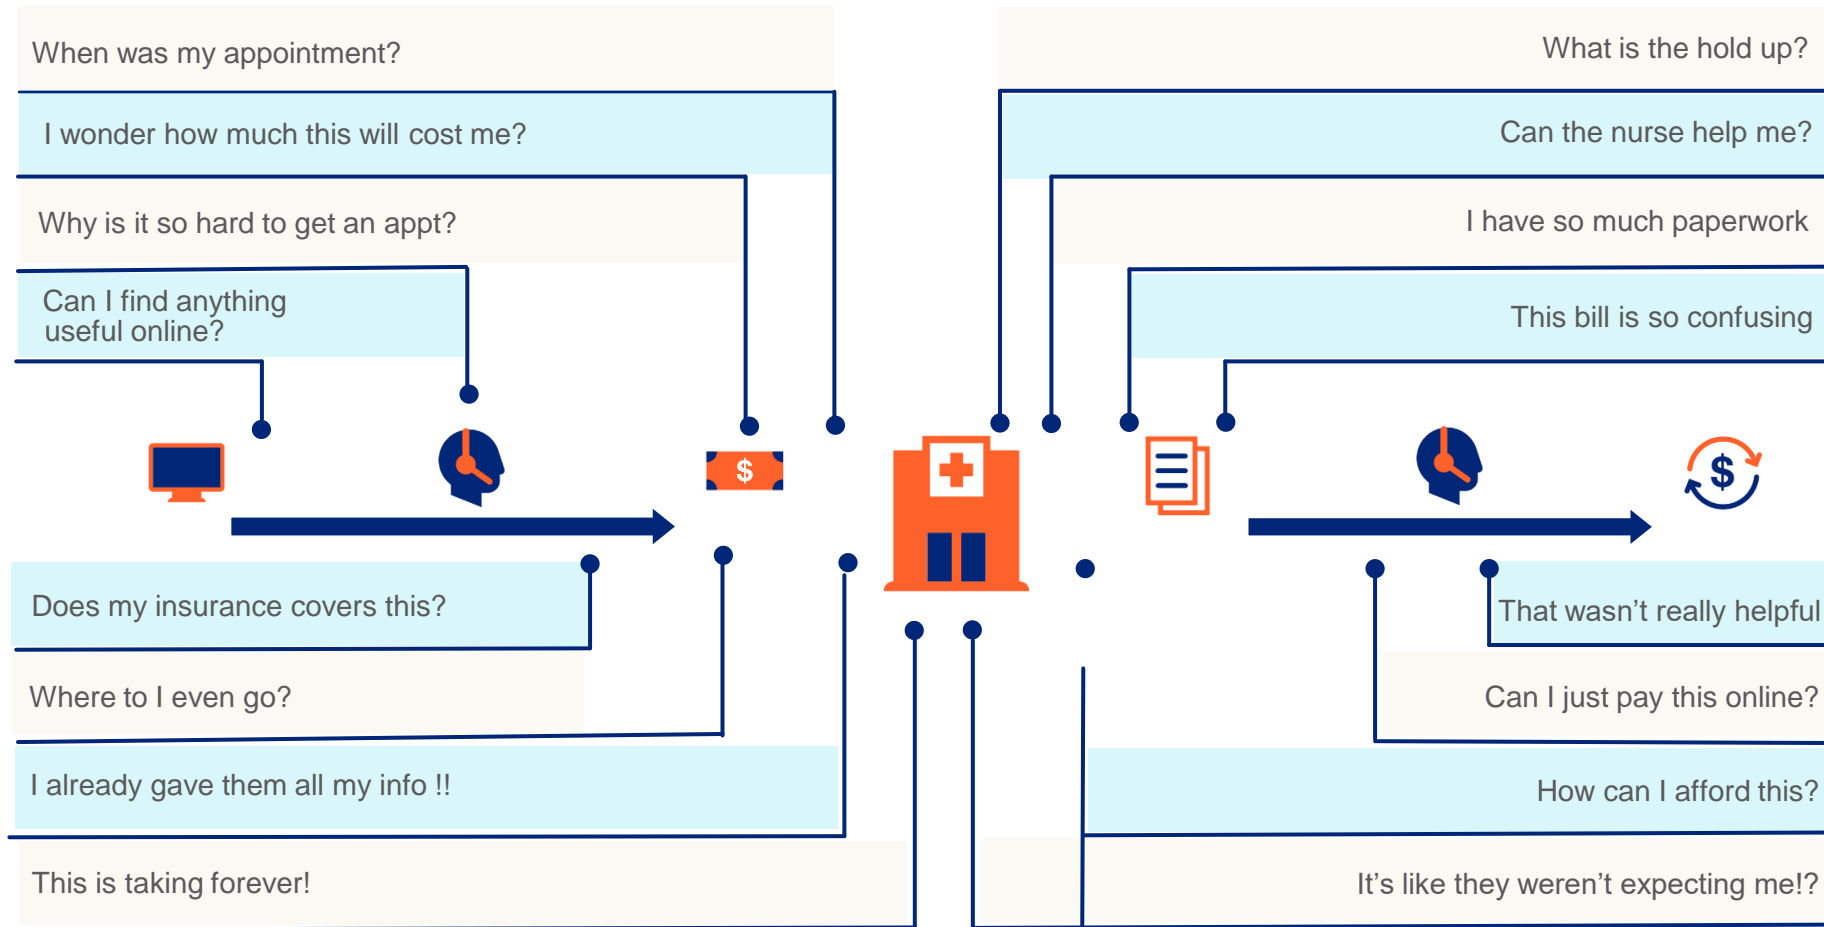 When was my appointment?
I wonder how much this will cost me?
Why is it so hard to get an appt?
Can I find anything
useful online?
What is the hold up?
Can the nurse help me?
I have so much paperwork
This bill is so confusing
$
$
Does my insurance covers this?
Where to I even go?
I already gave them all my info !!
This is taking forever!
That wasn’t really helpful
Can I just pay this online?
How can I afford this?
It’s like they weren’t expecting me!?